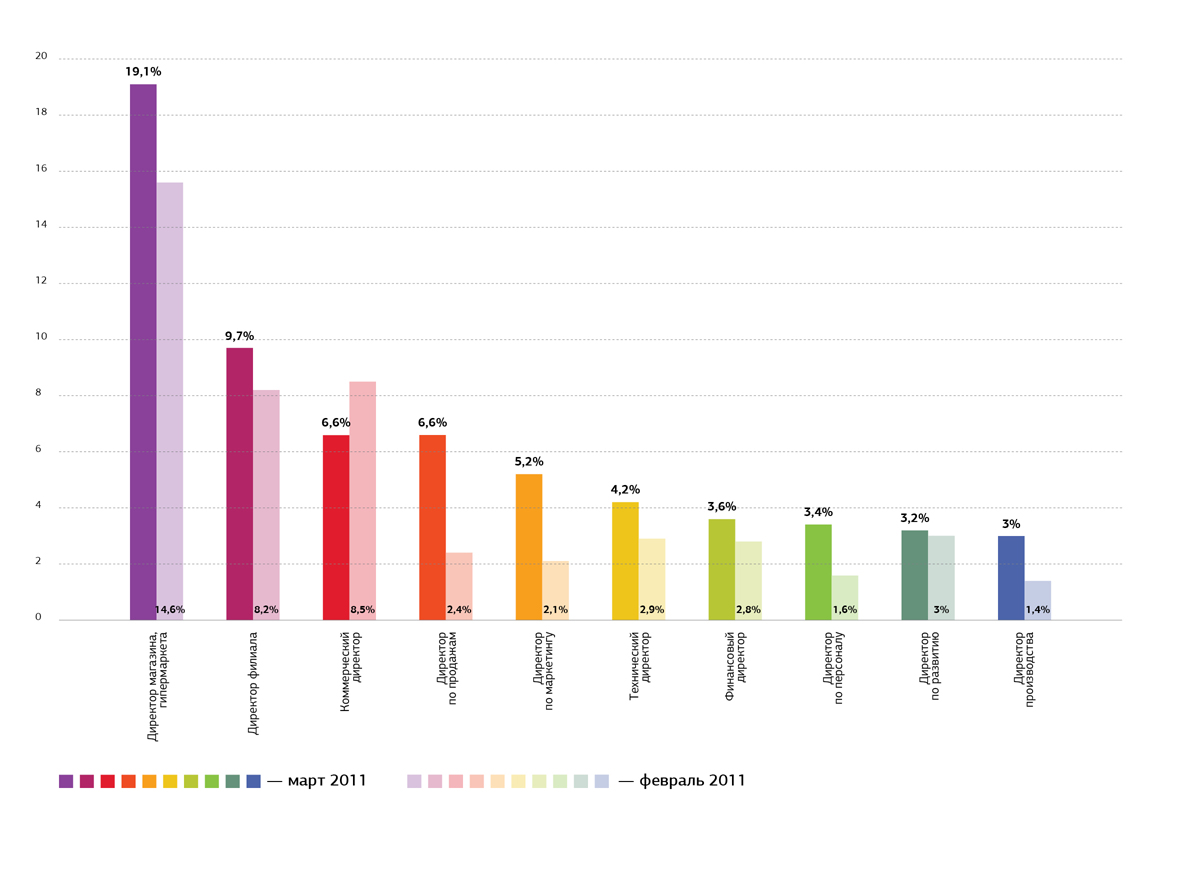 20
19,1%
18
16
14
12
10
9,7%
8
6,6%
6,6%
6
5,2%
4,2%
4
3,6%
3,4%
3,2%
3%
2
0
14,6%
8,2%
8,5%
2,4%
2,1%
2,9%
2,8%
1,6%
3%
1,4%
Директор магазина,
гипермаркета
Директор филиала
Коммерческий
директор
Директор
по продажам
Директор
по маркетингу
Технический
директор
Финансовый
директор
Директор
по персоналу
Директор
по развитию
Директор
производства
— март 2011
— февраль 2011